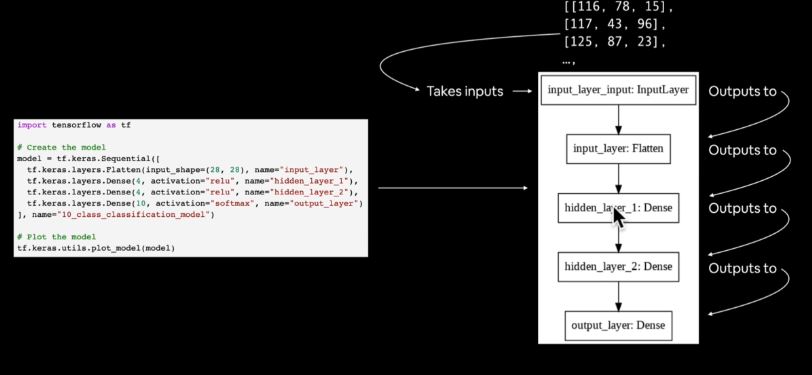 [[116, 78, 15],
[117, 43, 96],
[125, 87, 23],
…,
Takes inputs
input_layer_input: InputLayer
Outputs to
input_layer: Flatten
Outputs to
hidden_layer_1: Dense
Outputs to
hidden_layer_2: Dense
Outputs to
output_layer: Dense
import tensorflow as tf
# Create the model
model = tf.keras.Sequential([
  tf.keras.layers.Flatten(input_shape=(28, 28), name="input_layer"),
  tf.keras.layers.Dense(4, activation="relu", name="hidden_layer_1"),
  tf.keras.layers.Dense(4, activation="relu", name="hidden_layer_2"),
  tf.keras.layers.Dense(10, activation="softmax", name="output_layer")
], name="10_class_classification_model")
# Plot the model
tf.keras.utils.plot_model(model)